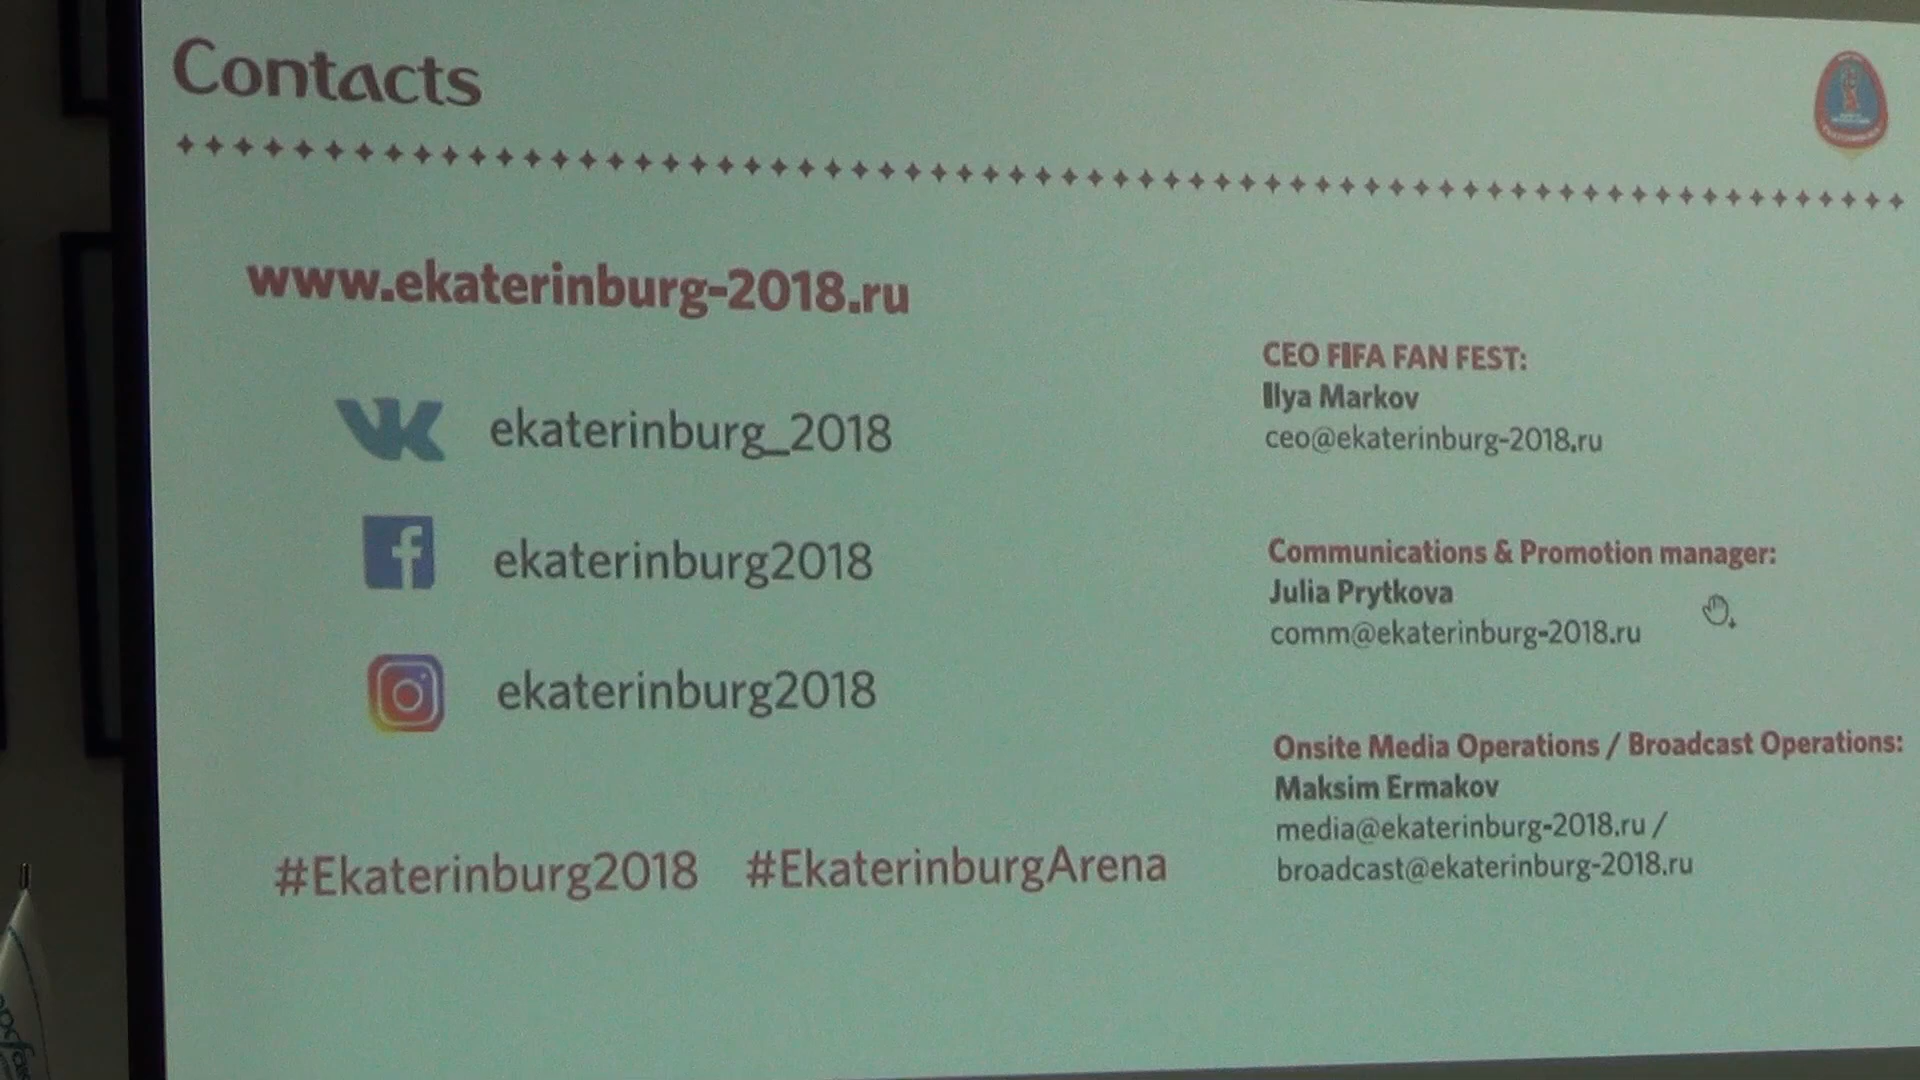 Contacts
www.ekaterinburg-2018.ru
ekaterinburg_2018
ekaterinburg2018
ekaterinburg2018
#Ekaterinburg2018 #EkaterinburgArena
CEO FIFA FAN FEST:
Ilya Markov
ceo@ekaterinburg-2018.ru
Communications & Promotion manager:
Julia Prytkova
comm@ekaterinburg-2018.ru
Onsite Media Operations / Broadcast Operations:
Maksim Ermakov
media@ekaterinburg-2018.ru /
broadcast@ekaterinburg-2018.ru